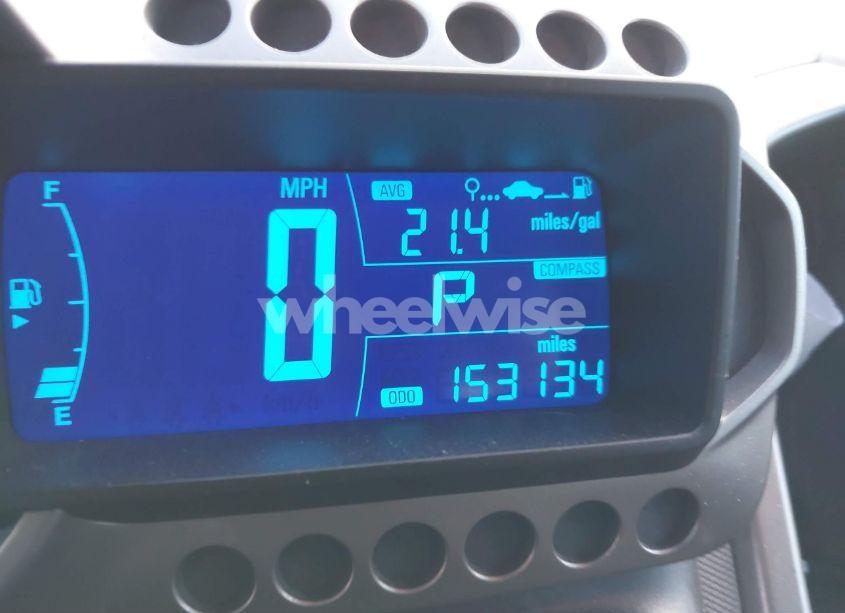 F
MPH
AVG
21.4 miles/gal
0
COMPASS
P
wheelwise
miles
ODO 153134
E